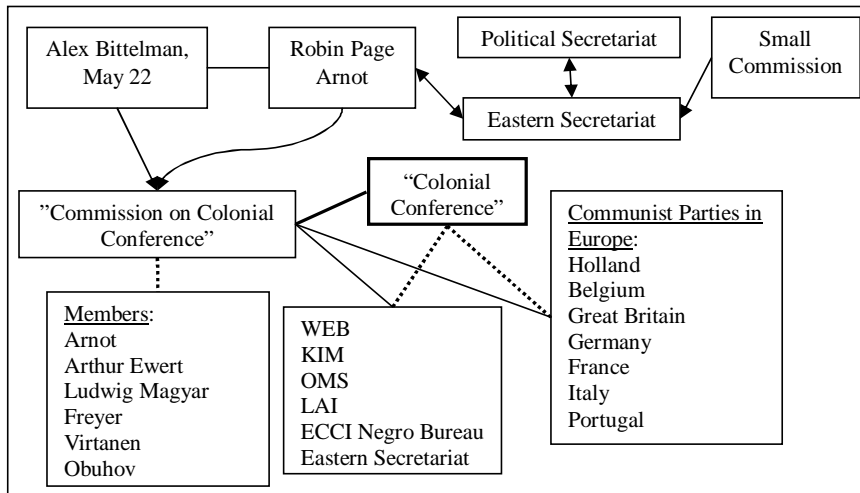 Alex Bittelman,
May 22
Robin Page
Arnot
Political Secretariat
Small
Commission
Eastern Secretariat
”Commission on Colonial
Conference”
“Colonial
Conference”
Communist Parties in
Europe:
Holland
Belgium
Great Britain
Germany
France
Italy
Portugal
Members:
Arnot
Arthur Ewert
Ludwig Magyar
Freyer
Virtanen
Obuhov
WEB
KIM
OMS
LAI
ECCI Negro Bureau
Eastern Secretariat